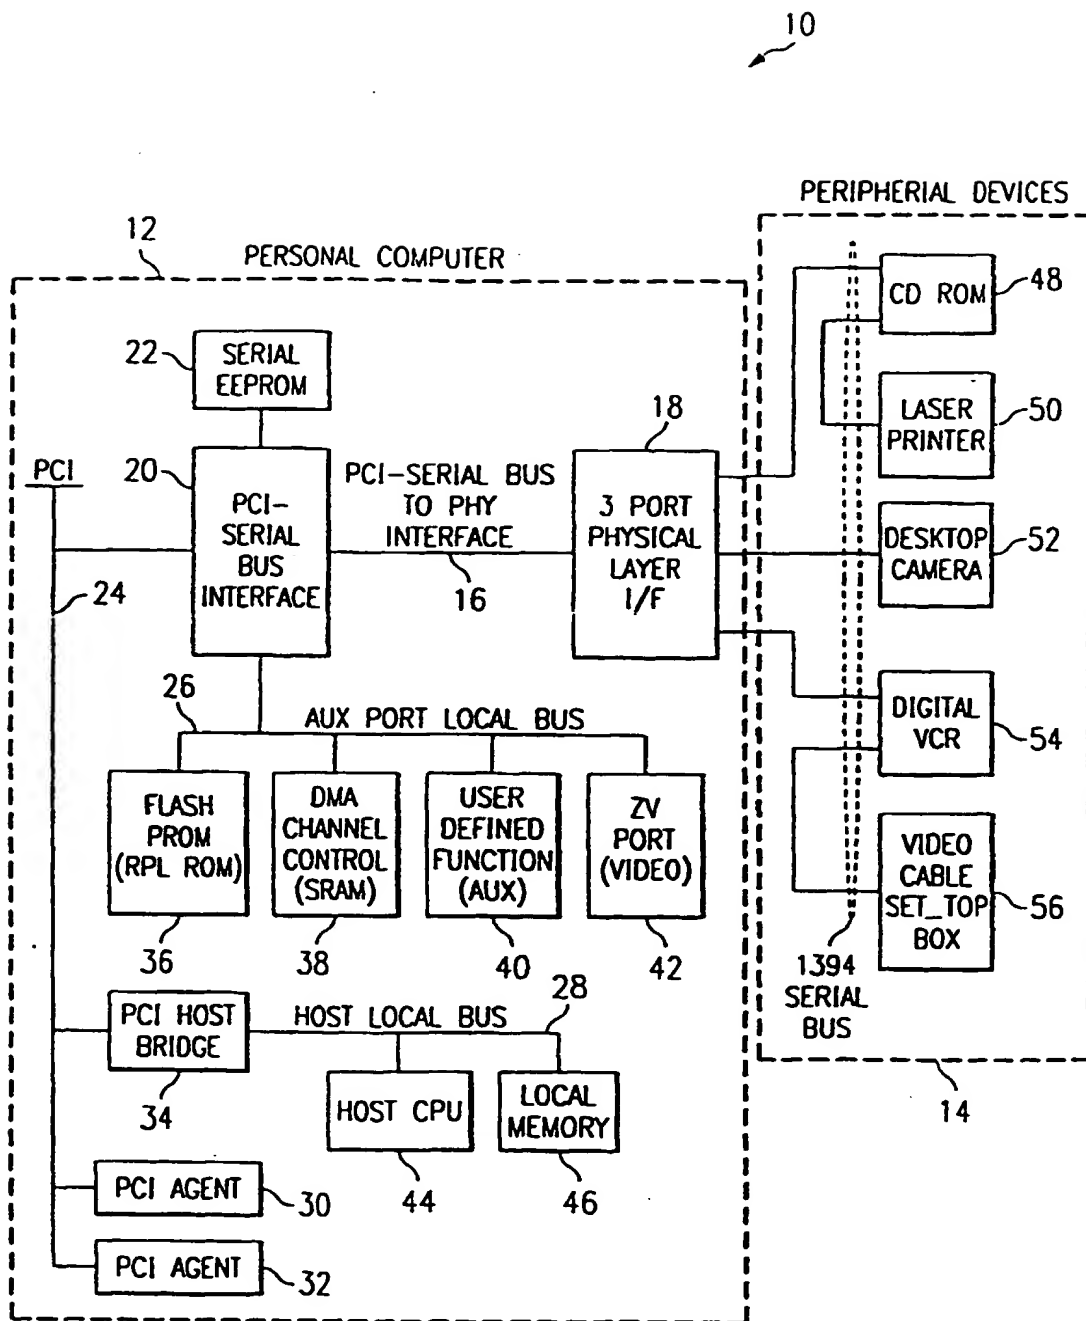 10
PERIPHERIAL DEVICES
12
PERSONAL COMPUTER
CD ROM
48
22
SERIAL
EEPROM
LASER
PRINTER
50
18
PCI
20
PCI-
SERIAL
BUS
INTERFACE
PCI-SERIAL BUS
TO PHY
INTERFACE
16
3 PORT
PHYSICAL
LAYER
I/F
DESKTOP
CAMERA
52
24
26
AUX PORT LOCAL BUS
DIGITAL
VCR
54
FLASH
PROM
(RPL ROM)
DMA
CHANNEL
CONTROL
(SRAM)
USER
DEFINED
FUNCTION
(AUX)
ZV
PORT
(VIDEO)
VIDEO
CABLE
SET_TOP
BOX
56
36
38
40
42
1394
SERIAL
BUS
28
PCI HOST
BRIDGE
HOST LOCAL BUS
34
HOST CPU
LOCAL
MEMORY
14
44
46
PCI AGENT
30
PCI AGENT
32